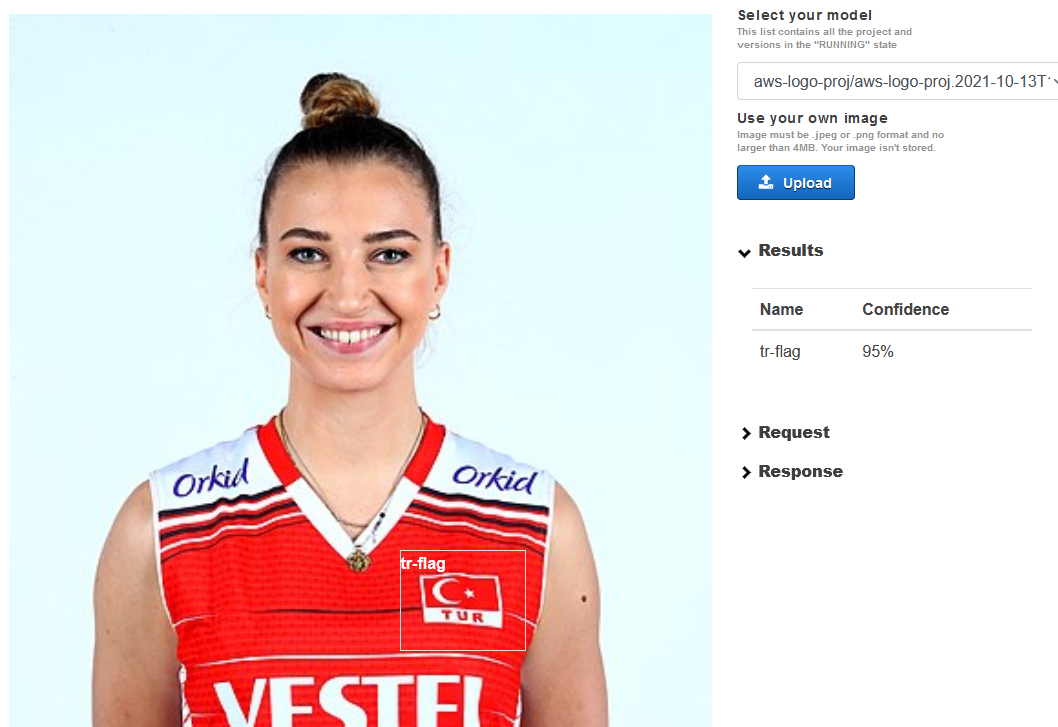 Select your model
This list contains all the project and
versions in the "RUNNING" state
aws-logo-proj/aws-logo-proj.2021-10-13T
Use your own image
Image must be .jpeg or .png format and no
larger than 4MB. Your image isn't stored.
Upload
Results
Name Confidence
tr-flag 95%
Request
Response
Orkid Orkid
tr-flag
TUR
VESTEL